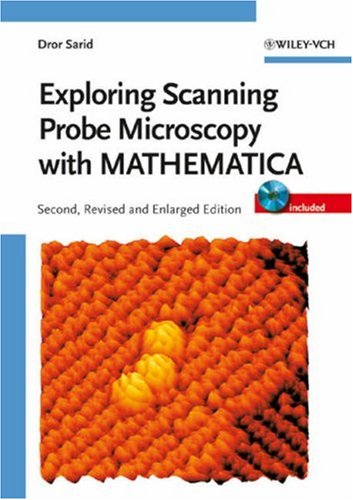 Dror Sarid
WILEY-VCH
Exploring Scanning
Probe Microscopy
with MATHEMATICA
Second, Revised and Enlarged Edition
included